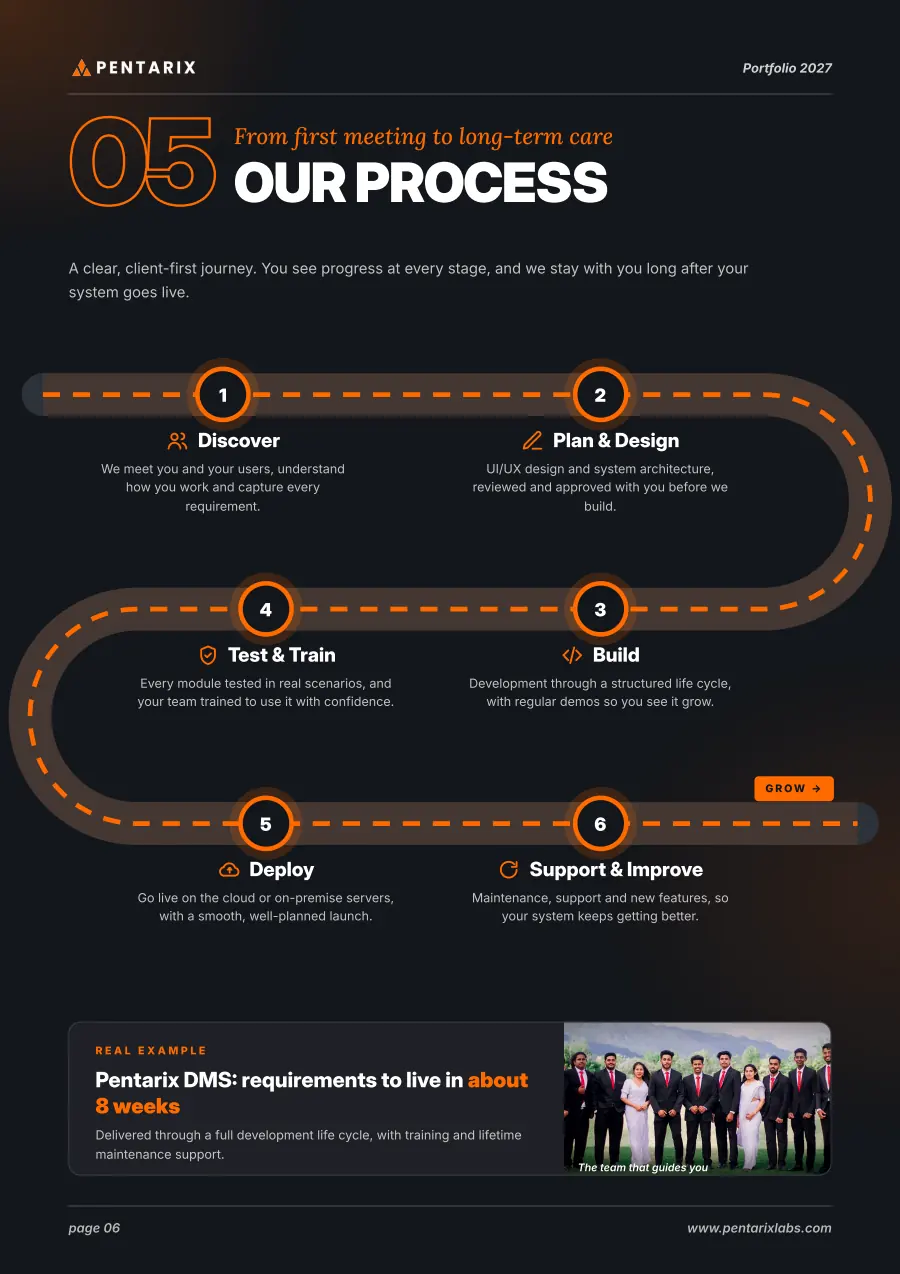 PENTARIX
Portfolio 2027
05
From first meeting to long-term care
OUR PROCESS
A clear, client-first journey. You see progress at every stage, and we stay with you long after your
system goes live.
1
Discover
We meet you and your users, understand
how you work and capture every
requirement.
2
Plan & Design
UI/UX design and system architecture,
reviewed and approved with you before we
build.
3
Build
Development through a structured life cycle,
with regular demos so you see it grow.
4
Test & Train
Every module tested in real scenarios, and
your team trained to use it with confidence.
5
Deploy
Go live on the cloud or on-premise servers,
with a smooth, well-planned launch.
GROW →
6
Support & Improve
Maintenance, support and new features, so
your system keeps getting better.
REAL EXAMPLE
Pentarix DMS: requirements to live in about
8 weeks
Delivered through a full development life cycle, with training and lifetime
maintenance support.
The team that guides you
page 06
www.pentarixlabs.com